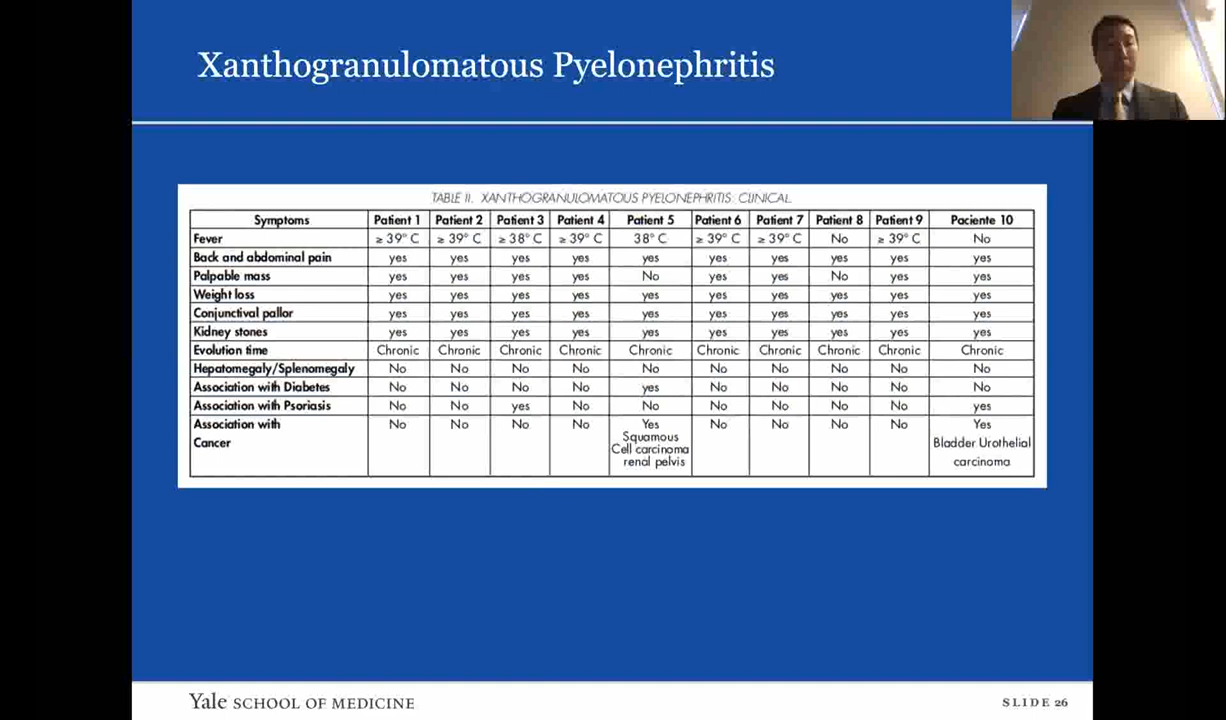 Xanthogranulomatous Pyelonephritis
TABLE II. XANTHOGRANULOMATOUS PYELONEPHRITIS: CLINICAL.
Symptoms Patient 1 Patient 2 Patient 3 Patient 4 Patient 5 Patient 6 Patient 7 Patient 8 Patient 9 Paciente 10
Fever ≥ 39° C ≥ 39° C ≥ 38° C ≥ 39° C 38° C ≥ 39° C ≥ 39° C No ≥ 39° C No
Back and abdominal pain yes yes yes yes yes yes yes yes yes yes
Palpable mass yes yes yes yes No yes yes No yes yes
Weight loss yes yes yes yes yes yes yes yes yes yes
Conjunctival pallor yes yes yes yes yes yes yes yes yes yes
Kidney stones yes yes yes yes yes yes yes yes yes yes
Evolution time Chronic Chronic Chronic Chronic Chronic Chronic Chronic Chronic Chronic Chronic
Hepatomegaly/Splenomegaly No No No No No No No No No No
Association with Diabetes No No No No yes No No No No No
Association with Psoriasis No No yes No No No No No No yes
Association with No No No No Yes No No No No Yes
Cancer Squamous Bladder Urothelial
Cell carcinoma
renal pelvis carcinoma
Yale SCHOOL OF MEDICINE
SLIDE 26